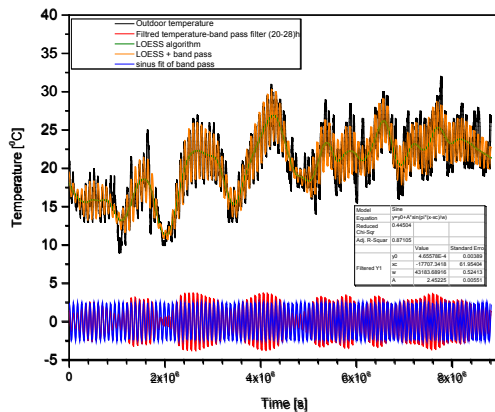 Outdoor temperature
Filtred temperature-band pass filter (20-28)h
LOESS algorithm
LOESS + band pass
sinus fit of band pass
Temperature [⁰C]
35
30
25
20
15
10
5
0
-5
Model Sine
Equation y=y0+A*sin(pi*(x-xc)/w)
Reduced Chi-Sqr 0.44504
Adj. R-Squar 0.87105
Value Standard Erro
Filtered Y1 y0 4.65578E-4 0.00389
xc -17707.3418 61.95404
w 43183.68916 0.52413
A 2.45225 0.00551
0 2x10⁶ 4x10⁶ 6x10⁶ 8x10⁶
Time [s]